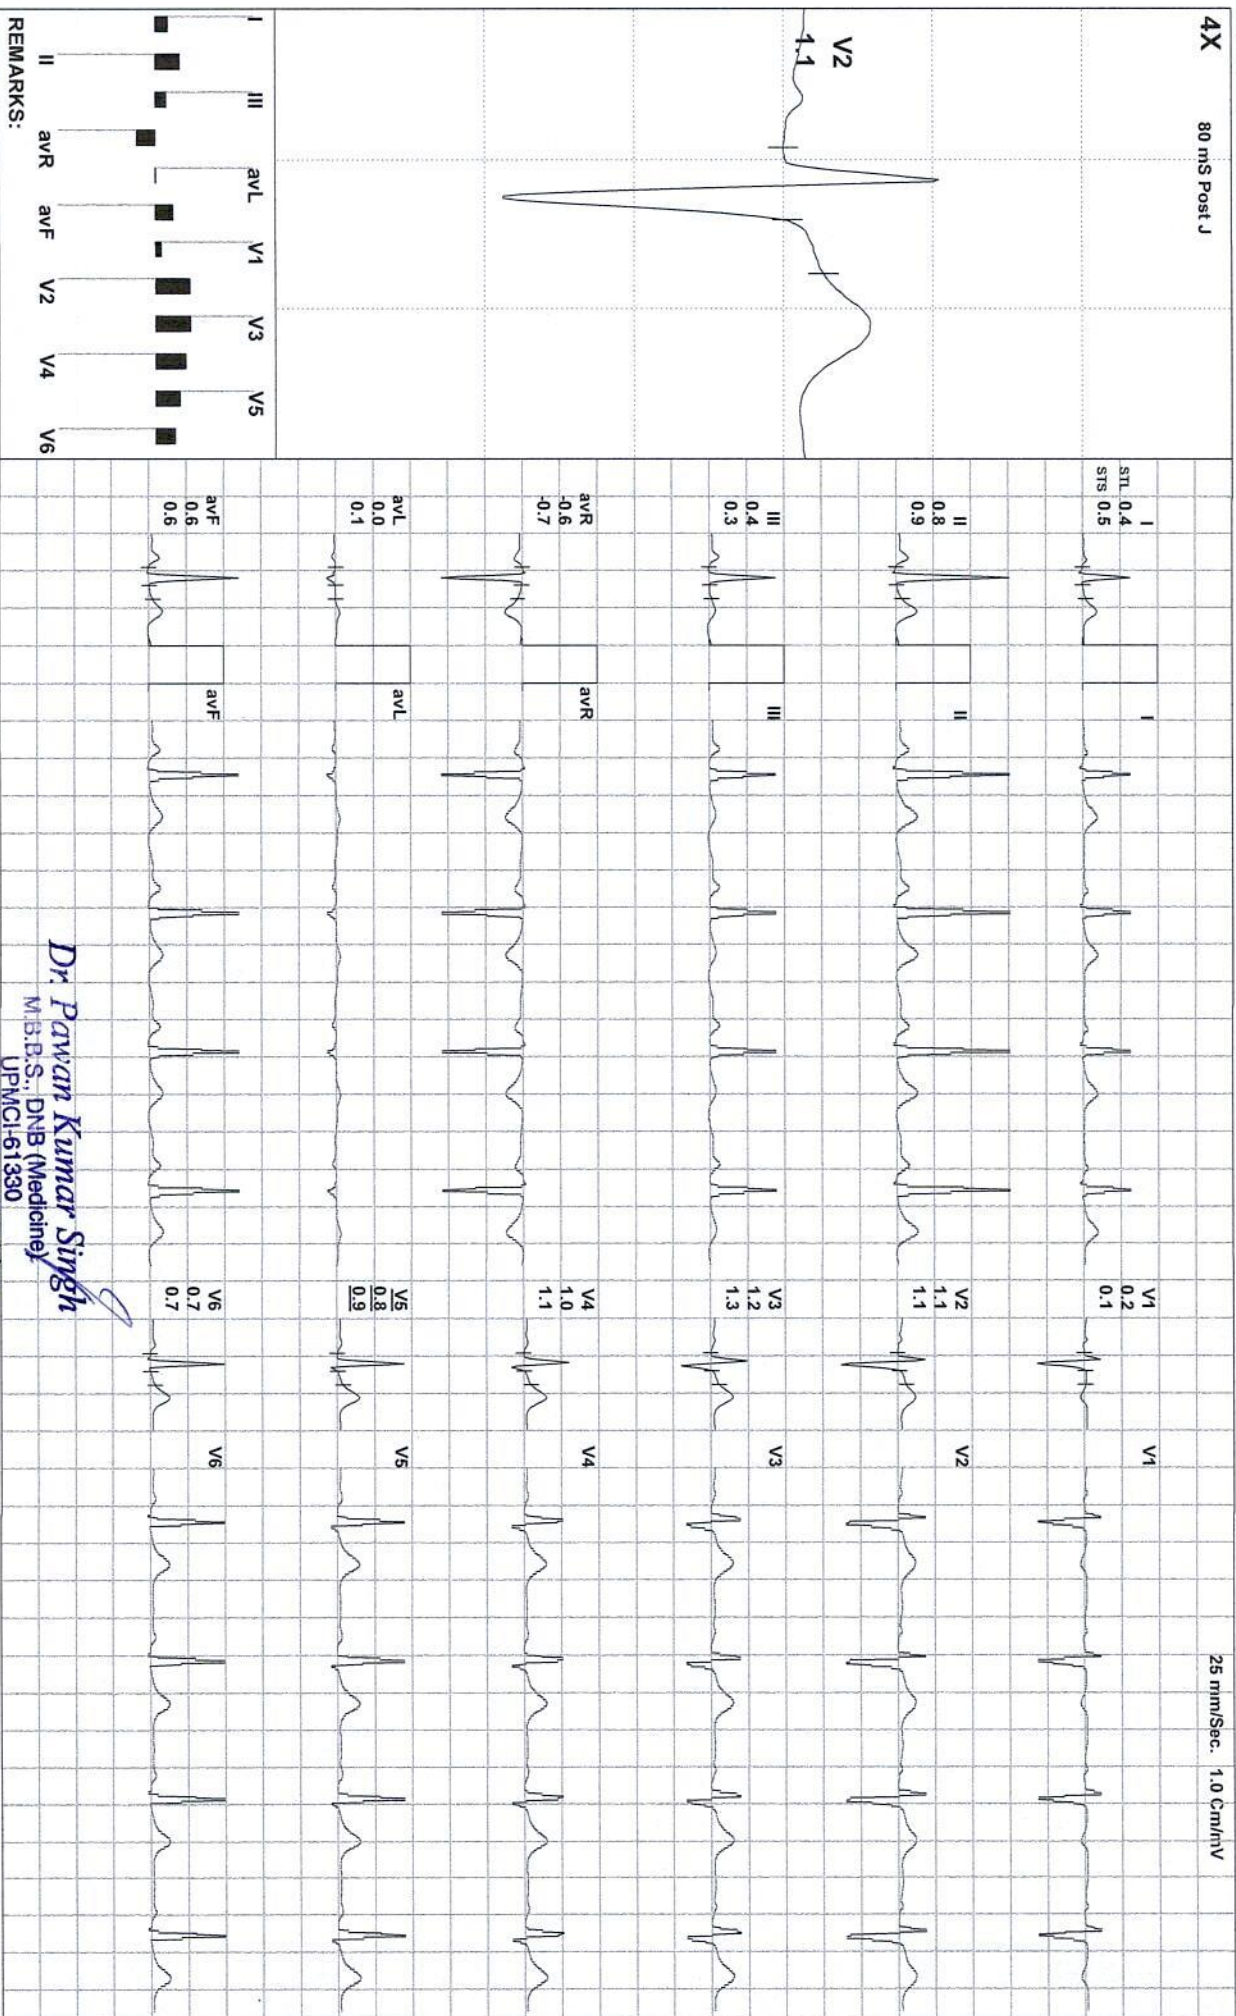 4X
80 mS Post J
25 mm/Sec. 1.0 Cm/mV
V2
1.1
I
III
avL
V1
V3
V5
II
avR
avF
V2
V4
V6
REMARKS:
I
STL 0.4
STS 0.5
I
II
0.8
0.9
II
III
0.4
0.3
III
avR
-0.6
-0.7
avR
avL
0.0
0.1
avL
avF
0.6
0.6
avF
V1
0.2
0.1
V1
V2
1.1
1.1
V2
V3
1.2
1.3
V3
V4
1.0
1.1
V4
V5
0.8
0.9
V5
V6
0.7
0.7
V6
Dr. Pawan Kumar Singh
M.B.B.S., DNB (Medicine)
UPMCI-61330